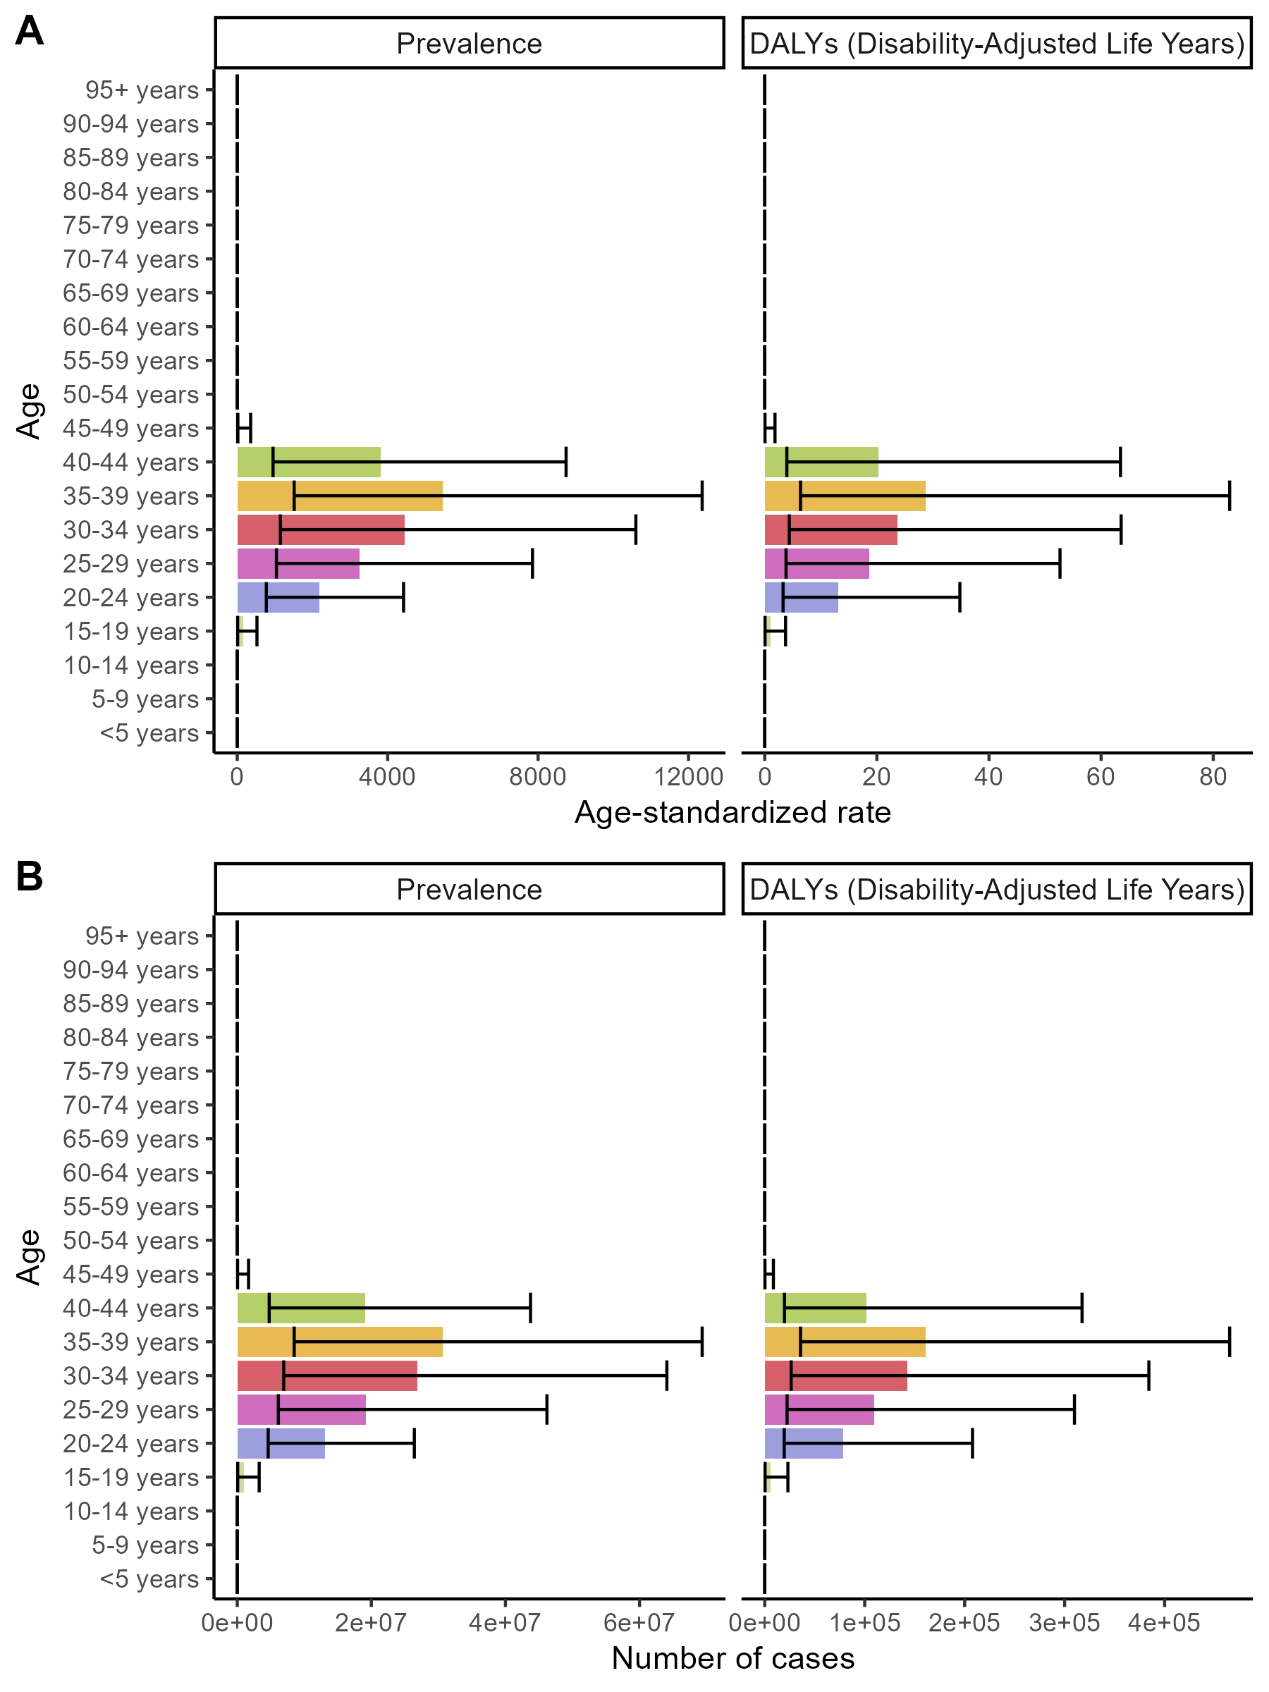 A
Prevalence
DALYs (Disability-Adjusted Life Years)
95+ years
90-94 years
85-89 years
80-84 years
75-79 years
70-74 years
65-69 years
60-64 years
55-59 years
50-54 years
45-49 years
40-44 years
35-39 years
30-34 years
25-29 years
20-24 years
15-19 years
10-14 years
5-9 years
<5 years
Age
0 4000 8000 12000
0 20 40 60 80
Age-standardized rate
B
Prevalence
DALYs (Disability-Adjusted Life Years)
95+ years
90-94 years
85-89 years
80-84 years
75-79 years
70-74 years
65-69 years
60-64 years
55-59 years
50-54 years
45-49 years
40-44 years
35-39 years
30-34 years
25-29 years
20-24 years
15-19 years
10-14 years
5-9 years
<5 years
Age
0e+00 2e+07 4e+07 6e+07
0e+00 1e+05 2e+05 3e+05 4e+05
Number of cases